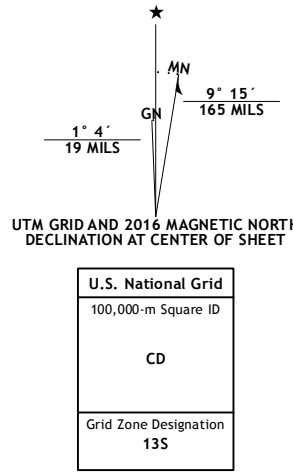 ★
MN
GN
9° 15´
165 MILS
1° 4´
19 MILS
UTM GRID AND 2016 MAGNETIC NORTH
DECLINATION AT CENTER OF SHEET
U.S. National Grid
100,000-m Square ID
CD
Grid Zone Designation
13S